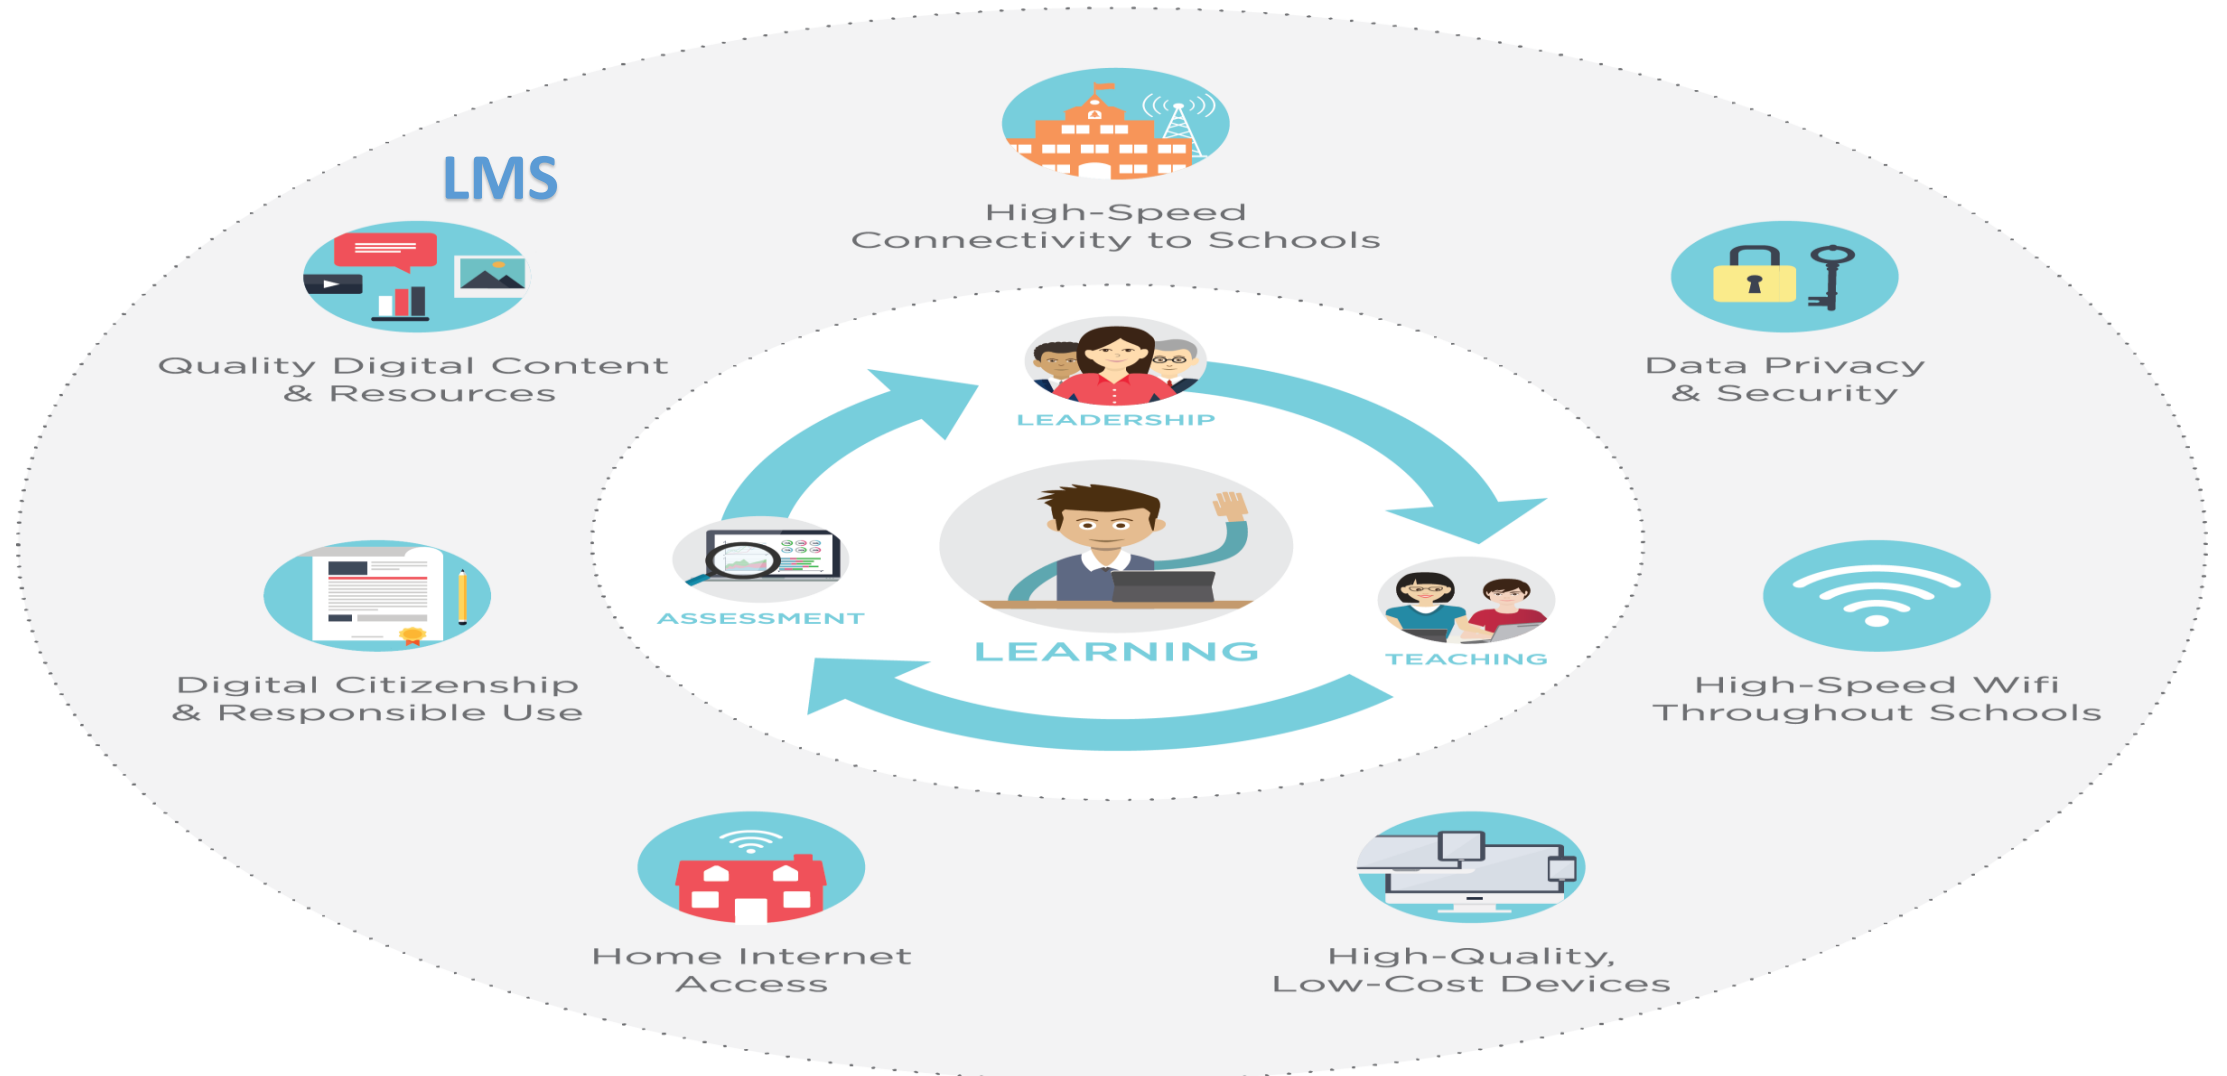 LMS
High-Speed
Connectivity to Schools
Quality Digital Content
& Resources
Data Privacy
& Security
LEADERSHIP
ASSESSMENT
LEARNING
TEACHING
Digital Citizenship
& Responsible Use
High-Speed Wifi
Throughout Schools
Home Internet
Access
High-Quality,
Low-Cost Devices